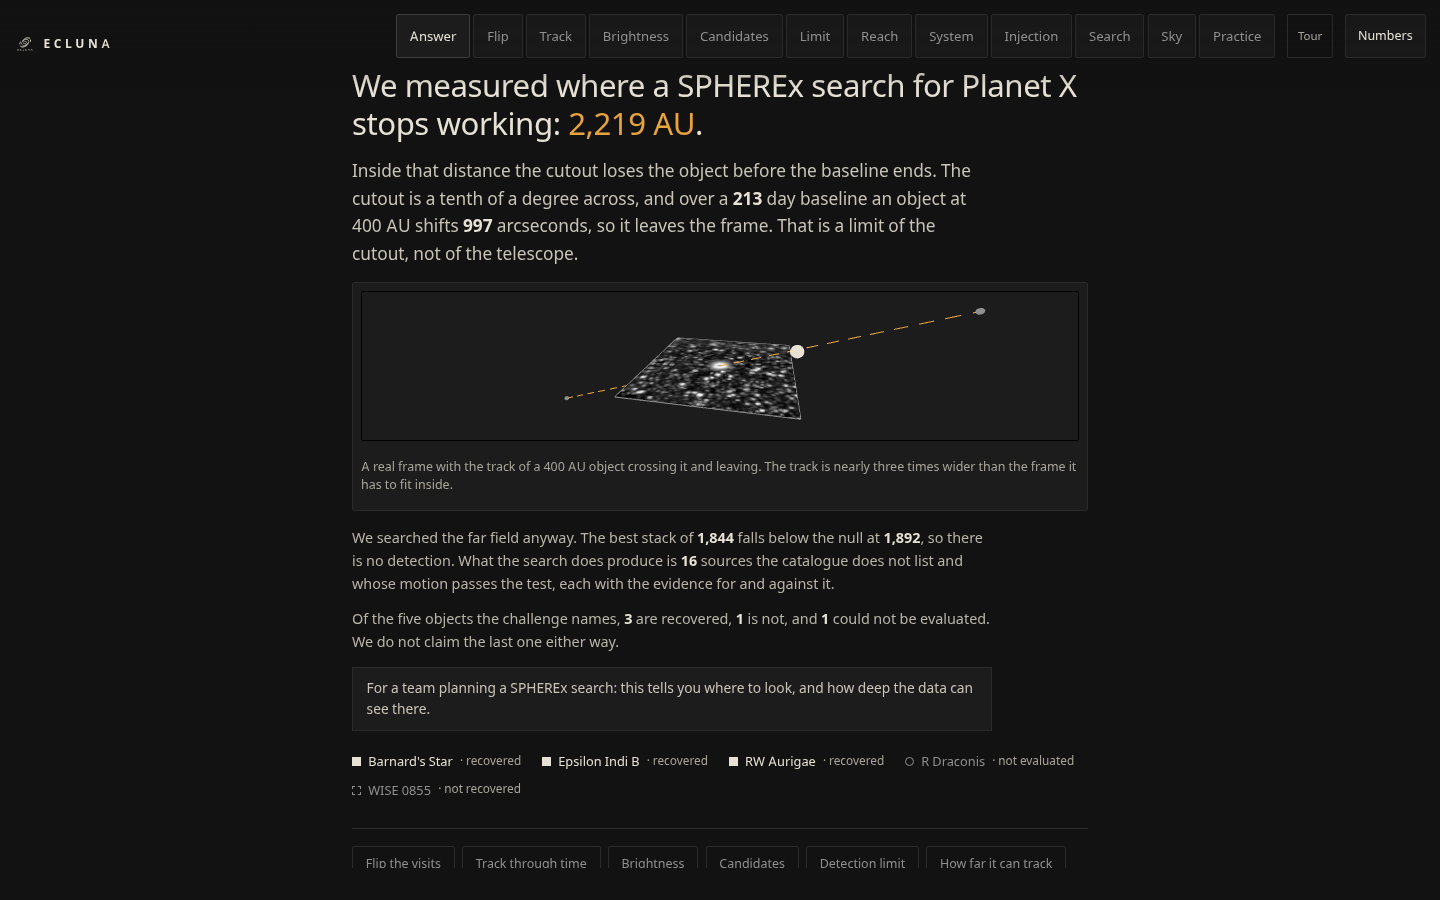 ECLUNA
Answer
Flip
Track
Brightness
Candidates
Limit
Reach
System
Injection
Search
Sky
Practice
Tour
Numbers
We measured where a SPHEREx search for Planet X
stops working: 2,219 AU.
Inside that distance the cutout loses the object before the baseline ends. The
cutout is a tenth of a degree across, and over a 213 day baseline an object at
400 AU shifts 997 arcseconds, so it leaves the frame. That is a limit of the
cutout, not of the telescope.
A real frame with the track of a 400 AU object crossing it and leaving. The track is nearly three times wider than the frame it
has to fit inside.
We searched the far field anyway. The best stack of 1,844 falls below the null at 1,892, so there
is no detection. What the search does produce is 16 sources the catalogue does not list and
whose motion passes the test, each with the evidence for and against it.
Of the five objects the challenge names, 3 are recovered, 1 is not, and 1 could not be evaluated.
We do not claim the last one either way.
For a team planning a SPHEREx search: this tells you where to look, and how deep the data can
see there.
Barnard's Star · recovered
Epsilon Indi B · recovered
RW Aurigae · recovered
R Draconis · not evaluated
WISE 0855 · not recovered
Flip the visits
Track through time
Brightness
Candidates
Detection limit
How far it can track